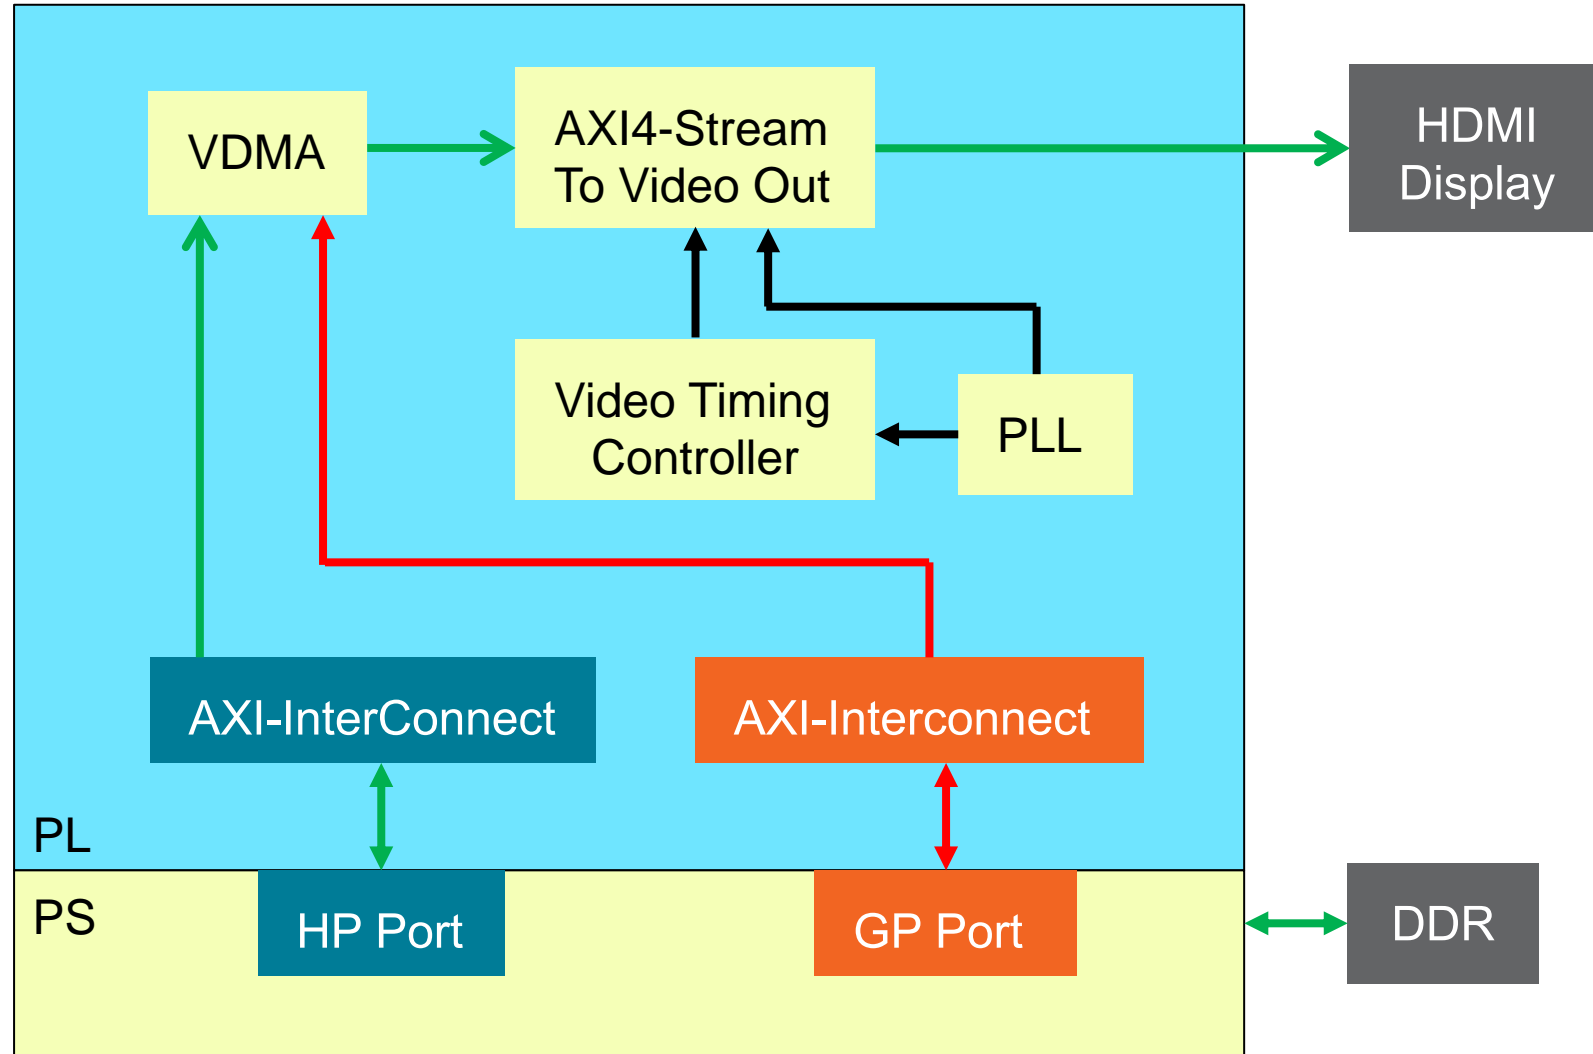 VDMA
AXI4-Stream
To Video Out
HDMI
Display
Video Timing
Controller
PLL
AXI-InterConnect
AXI-Interconnect
PL
PS
HP Port
GP Port
DDR